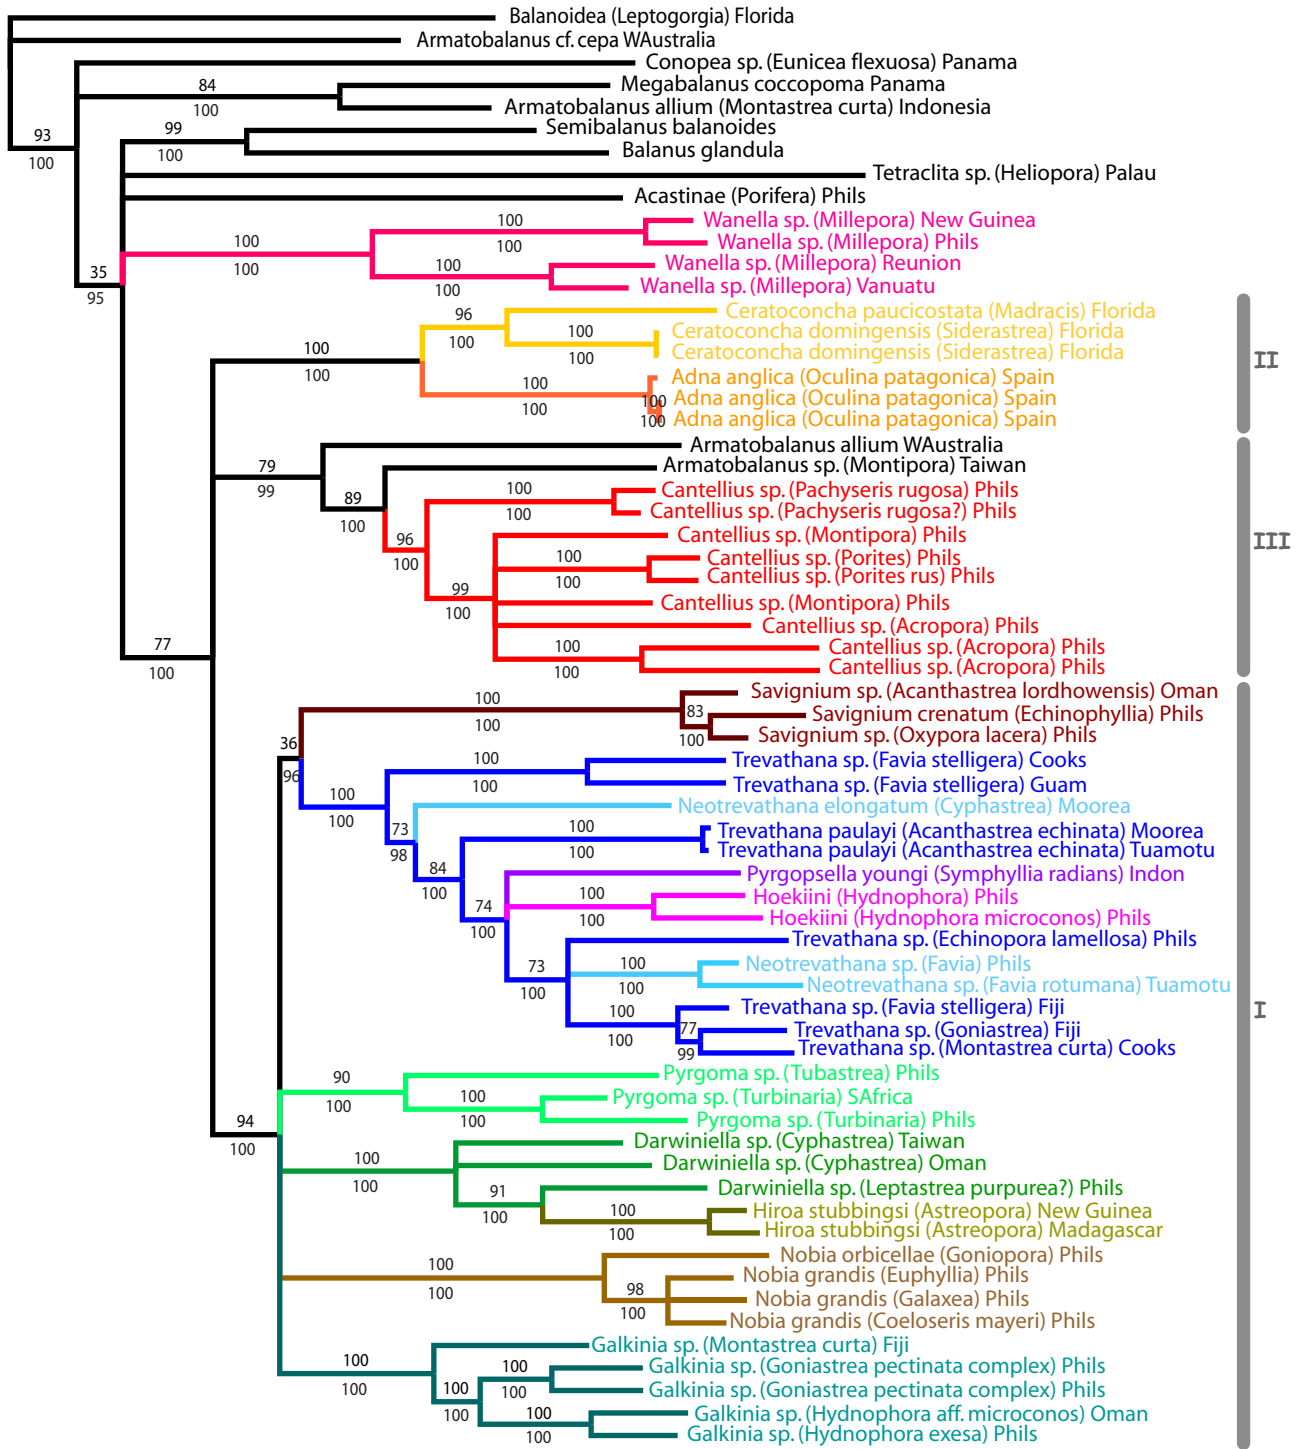 Balanoidea (Leptogorgia) Florida
Armatobalanus cf. cepa WAustralia
Conopea sp. (Eunicea flexuosa) Panama
84
Megabalanus coccopoma Panama
100
Armatobalanus allium (Montastrea curta) Indonesia
93
99
Semibalanus balanoides
100
100
Balanus glandula
Tetraclita sp. (Heliopora) Palau
Acastinae (Porifera) Phils
100
Wanella sp. (Millepora) New Guinea
100
100
Wanella sp. (Millepora) Phils
35
100
100
Wanella sp. (Millepora) Reunion
95
100
Wanella sp. (Millepora) Vanuatu
96
Ceratoconcha paucicostata (Madracis) Florida
100
100
Ceratoconcha domingensis (Siderastrea) Florida
100
100
100
Ceratoconcha domingensis (Siderastrea) Florida
II
100
Adna anglica (Oculina patagonica) Spain
100
100
Adna anglica (Oculina patagonica) Spain
100
Adna anglica (Oculina patagonica) Spain
Armatobalanus allium WAustralia
79
Armatobalanus sp. (Montipora) Taiwan
99
89
100
Cantellius sp. (Pachyseris rugosa) Phils
100
100
Cantellius sp. (Pachyseris rugosa?) Phils
96
Cantellius sp. (Montipora) Phils
III
100
100
Cantellius sp. (Porites) Phils
100
Cantellius sp. (Porites rus) Phils
99
100
Cantellius sp. (Montipora) Phils
Cantellius sp. (Acropora) Phils
77
100
Cantellius sp. (Acropora) Phils
100
100
Cantellius sp. (Acropora) Phils
100
Savignium sp. (Acanthastrea lordhowensis) Oman
100
83
Savignium crenatum (Echinophyllia) Phils
36
100
Savignium sp. (Oxypora lacera) Phils
96
100
Trevathana sp. (Favia stelligera) Cooks
100
100
Trevathana sp. (Favia stelligera) Guam
100
Neotrevathana elongatum (Cyphastrea) Moorea
73
100
Trevathana paulayi (Acanthastrea echinata) Moorea
98
100
Trevathana paulayi (Acanthastrea echinata) Tuamotu
84
100
Pyrgopsella youngi (Symphyllia radians) Indon
74
100
Hoekiini (Hydnophora) Phils
100
100
Hoekiini (Hydnophora microconos) Phils
Trevathana sp. (Echinopora lamellosa) Phils
73
100
100
Neotrevathana sp. (Favia) Phils
100
Neotrevathana sp. (Favia rotumana) Tuamotu
I
100
Trevathana sp. (Favia stelligera) Fiji
100
77
Trevathana sp. (Goniastrea) Fiji
99
Trevathana sp. (Montastrea curta) Cooks
90
Pyrgoma sp. (Tubastrea) Phils
100
100
Pyrgoma sp. (Turbinaria) SAfrica
94
100
Pyrgoma sp. (Turbinaria) Phils
100
100
Darwiniella sp. (Cyphastrea) Taiwan
100
Darwiniella sp. (Cyphastrea) Oman
91
Darwiniella sp. (Leptastrea purpurea?) Phils
100
100
Hiroa stubbingsi (Astreopora) New Guinea
100
Hiroa stubbingsi (Astreopora) Madagascar
100
Nobia orbicellae (Goniopora) Phils
100
98
Nobia grandis (Euphyllia) Phils
100
Nobia grandis (Galaxea) Phils
Nobia grandis (Coeloseris mayeri) Phils
100
Galkinia sp. (Montastrea curta) Fiji
100
100
Galkinia sp. (Goniastrea pectinata complex) Phils
100
100
Galkinia sp. (Goniastrea pectinata complex) Phils
100
100
Galkinia sp. (Hydnophora aff. microconos) Oman
100
Galkinia sp. (Hydnophora exesa) Phils